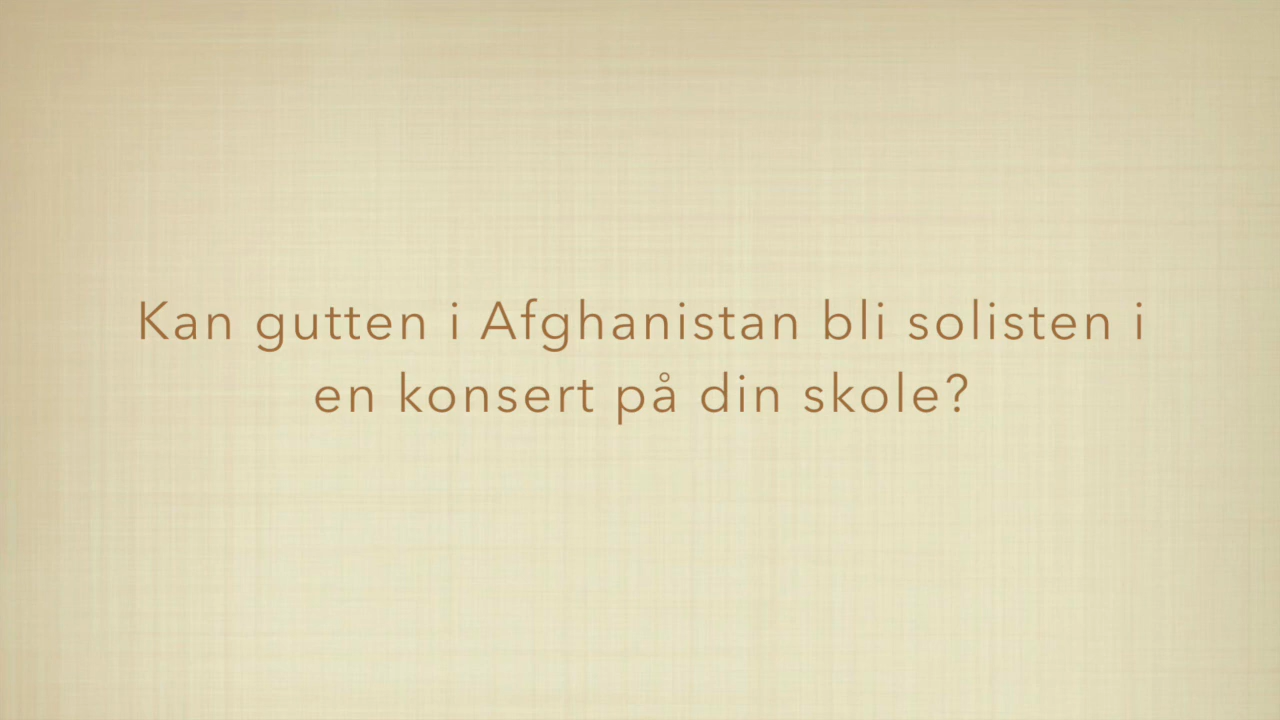 Kan gutten i Afghanistan bli solisten i
en konsert på din skole?